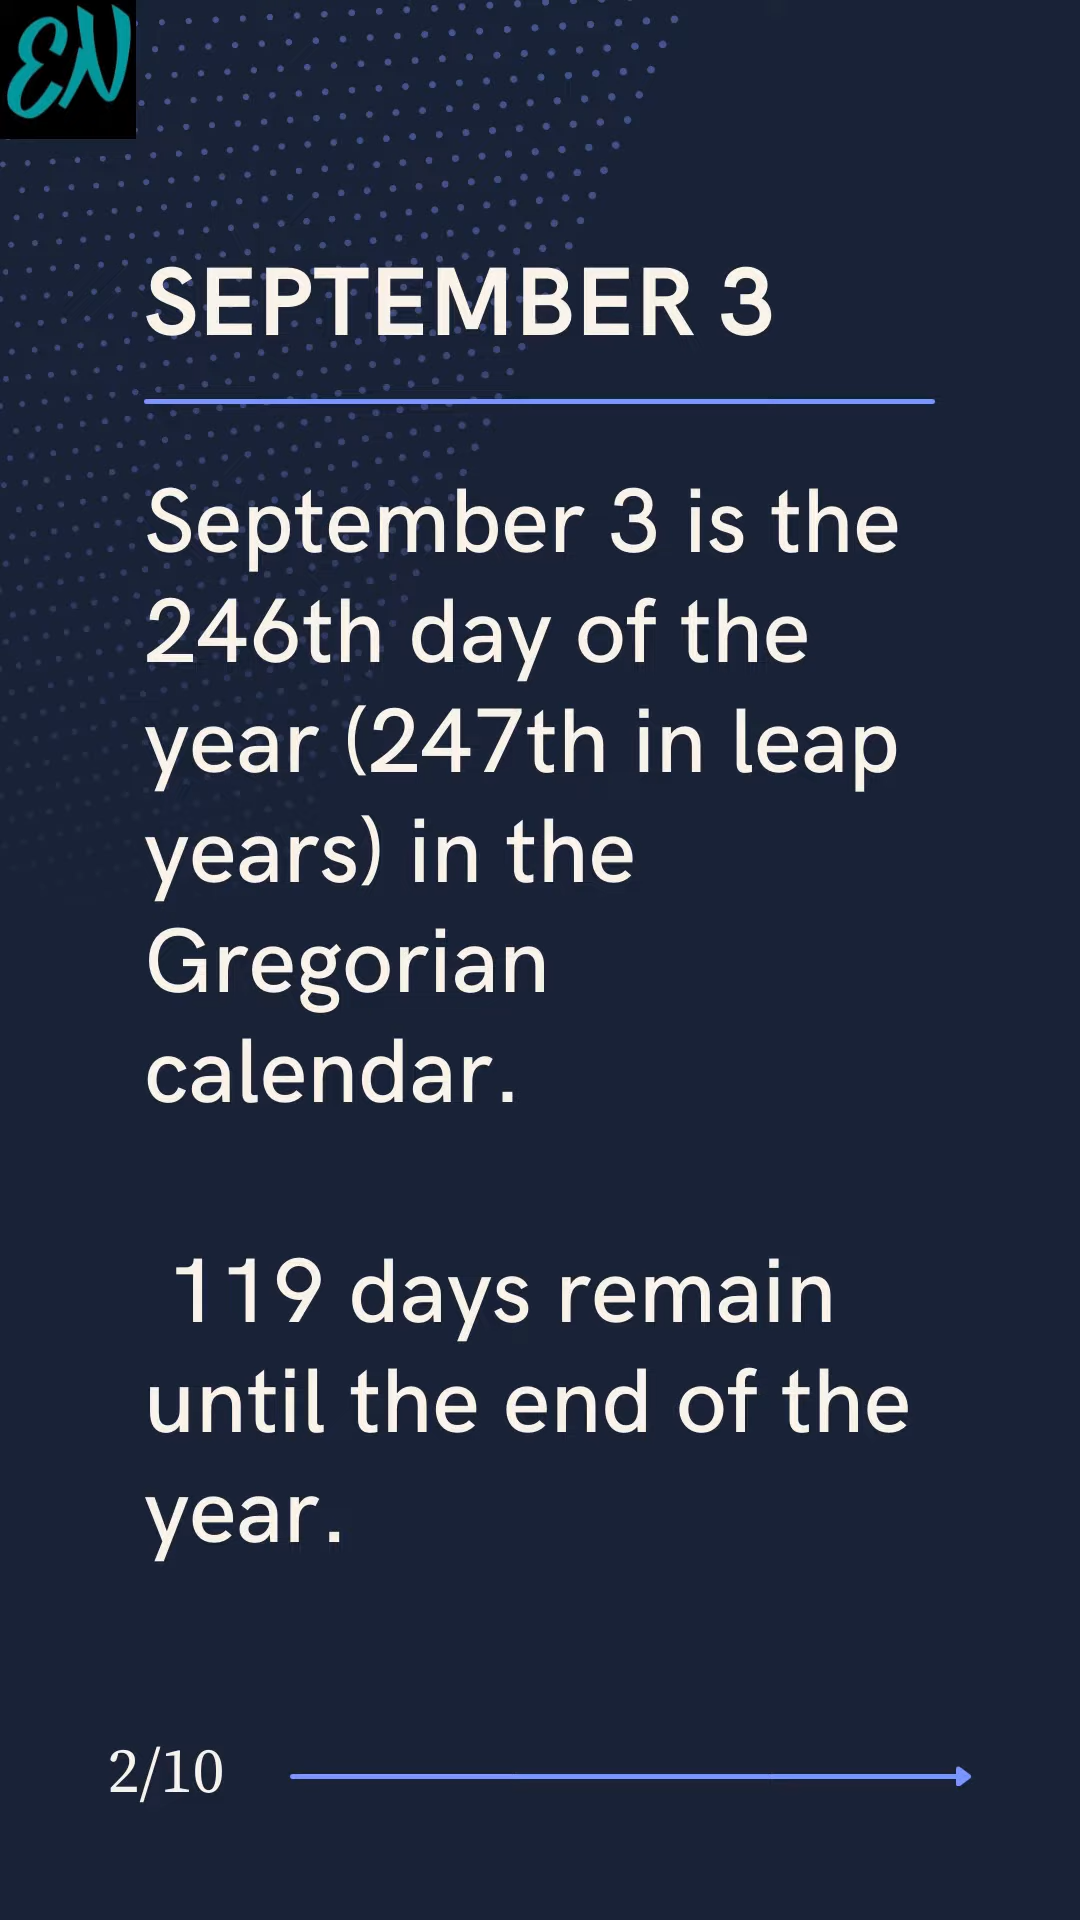 EN
SEPTEMBER 3
September 3 is the
246th day of the
year (247th in leap
years) in the
Gregorian
calendar.
119 days remain
until the end of the
year.
2/10